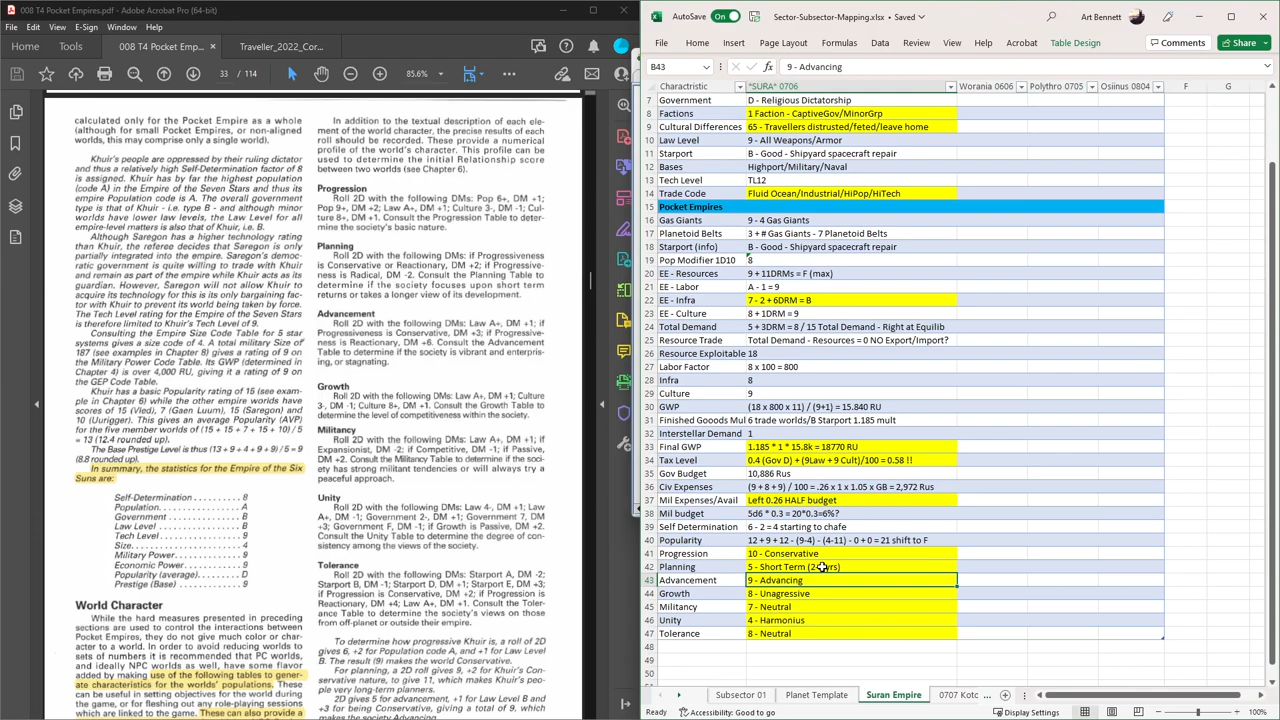 008 T4 Pocket Empires.pdf - Adobe Acrobat Pro (64-bit)
File Edit View E-Sign Window Help
Home Tools 008 T4 Pocket Emp... × Traveller_2022_Cor...
33 / 114 85.6%
calculated only for the Pocket Empire as a whole
(although for small Pocket Empires, or non-aligned
worlds, this may comprise only a single world).
Khuir's people are oppressed by their ruling dictator
and thus a relatively high Self-Determination factor of 8
is assigned. Khuir has by far the highest population
(code A) in the Empire of the Seven Stars and thus its
empire Population code is A. The overall government
type is that of Khuir - i.e. type B - and although minor
worlds have lower law levels, the Law Level for all
empire-level matters is also that of Khuir, i.e. B.
Although Saregon has a higher technology rating
than Khuir, the referee decides that Saregon is only
partially integrated into the empire. Saregon's democ-
ratic government is quite willing to trade with Khuir
and remain as part of the empire while Khuir acts as its
guardian. However, Saregon will not allow Khuir to
acquire its technology for this is its only bargaining fac-
tor with Khuir to prevent its world being taken by force.
The Tech Level rating for the Empire of the Seven Stars
is therefore limited to Khuir's Tech Level of 9.
Consulting the Empire Size Code Table for 5 star
systems gives a size code of 4. A total military Size of
187 (see examples in Chapter 8) gives a rating of 9 on
the Military Power Code Table. Its GWP (determined in
Chapter 4) is over 4,000 RU, giving it a rating of 9 on
the GEP Code Table.
Khuir has a basic Popularity rating of 15 (see exam-
ple in Chapter 6) while the other empire worlds have
scores of 15 (Vled), 7 (Gaen Luum), 15 (Saregon) and
10 (Uurigger). This gives an average Popularity (AVP)
for the five member worlds of (15 + 15 + 7 + 15 + 10) / 5
= 13 (12.4 rounded up).
The Base Prestige Level is thus (13 + 9 + 4 + 9 + 9) / 5 = 9
(8.8 rounded up).
In summary, the statistics for the Empire of the Six
Suns are:
Self-Determination . . . . . . . . . . 8
Population. . . . . . . . . . . . . . . . . A
Government . . . . . . . . . . . . . . . B
Law Level . . . . . . . . . . . . . . . . . B
Tech Level . . . . . . . . . . . . . . . . 9
Size. . . . . . . . . . . . . . . . . . . . . . 4
Military Power. . . . . . . . . . . . . . 9
Economic Power . . . . . . . . . . . . 9
Popularity (average). . . . . . . . . . D
Prestige (Base) . . . . . . . . . . . . . 9
World Character
While the hard measures presented in preceding
sections are used to control the interactions between
Pocket Empires, they do not give much color or char-
acter to a world. In order to avoid reducing worlds to
sets of numbers it is recommended that PC worlds,
and ideally NPC worlds as well, have some flavor
added by making use of the following tables to gener-
ate characteristics for the worlds' populations. These
can be useful in setting objectives for the world during
the game, or for fleshing out any role-playing sessions
which are linked to the game. These can also provide a
In addition to the textual description of each ele-
ment of the world character, the precise results of each
roll should be recorded. These provide a numerical
profile of the world's character. This profile can be
used to determine the initial Relationship score
between two worlds (see Chapter 6).
Progression
Roll 2D with the following DMs: Pop 6+, DM +1;
Pop 9+, DM +2; Law A+, DM +1; Culture 3-, DM -1; Cul-
ture 8+, DM +1. Consult the Progression Table to deter-
mine the society's basic nature.
Planning
Roll 2D with the following DMs: if Progressiveness
is Conservative or Reactionary, DM +2; if Progressive-
ness is Radical, DM -2. Consult the Planning Table to
determine if the society focuses upon short term
returns or takes a longer view of its development.
Advancement
Roll 2D with the following DMs: Law A+, DM +1; if
Progressiveness is Conservative, DM +3; if Progressive-
ness is Reactionary, DM +6. Consult the Advancement
Table to determine if the society is vibrant and enterpris-
ing, or stagnating.
Growth
Roll 2D with the following DMs: Law A+, DM +1; Culture
3-, DM -1; Culture 8+, DM +1. Consult the Growth Table to
determine the level of competitiveness within the society.
Militancy
Roll 2D with the following DMs: Law A+, DM +1; if
Expansionist, DM -2; if Competitive, DM -1; if Passive,
DM +2. Consult the Militancy Table to determine if the soci-
ety has strong militant tendencies or will always try a
peaceful approach.
Unity
Roll 2D with the following DMs: Law 4-, DM +1; Law
A+, DM -1; Government 2-, DM +1; Government 7, DM
+3; Government F, DM -1; if Growth is Passive, DM +2.
Consult the Unity Table to determine the degree of con-
sistency among the views of the society.
Tolerance
Roll 2D with the following DMs: Starport A, DM -2;
Starport B, DM -1; Starport D, DM +1; Starport E, DM +3;
if Progression is Conservative, DM +2; if Progression is
Reactionary, DM +4; Law A+, DM +1. Consult the Toler-
ance Table to determine the society's views on those
from off-planet or outside their empire.
To determine how progressive Khuir is, a roll of 2D
gives 6, +2 for Population code A, and +1 for Law Level
B. The result (9) makes the world Conservative.
For planning, a 2D roll gives 9, +2 for Khuir's Con-
servative nature, to give 11, which makes Khuir's peo-
ple very long-term planners.
2D gives 5 for advancement, +1 for Law Level B and
+3 for being Conservative, giving a total of 9, which
AutoSave On Sector-Subsector-Mapping.xlsx • Saved Art Bennett
File Home Insert Page Layout Formulas Data Review View Help Acrobat Table Design Comments Share
B43 fx 9 - Advancing
Charactristic *SURA* 0706 Worania 0606 Polythro 0705 Osiinus 0804 F G
7 Government D - Religious Dictatorship
8 Factions 1 Faction - CaptiveGov/MinorGrp
9 Cultural Differences 65 - Travellers distrusted/feted/leave home
10 Law Level 9 - All Weapons/Armor
11 Starport B - Good - Shipyard spacecraft repair
12 Bases Highport/Military/Naval
13 Tech Level TL12
14 Trade Code Fluid Ocean/Industrial/HiPop/HiTech
15 Pocket Empires
16 Gas Giants 9 - 4 Gas Giants
17 Planetoid Belts 3 + # Gas Giants - 7 Planetoid Belts
18 Starport (info) B - Good - Shipyard spacecraft repair
19 Pop Modifier 1D10 8
20 EE - Resources 9 + 11DRMs = F (max)
21 EE - Labor A - 1 = 9
22 EE - Infra 7 - 2 + 6DRM = B
23 EE - Culture 8 + 1DRM = 9
24 Total Demand 5 + 3DRM = 8 / 15 Total Demand - Right at Equilib
25 Resource Trade Total Demand - Resources = 0 NO Export/Import?
26 Resource Exploitable 18
27 Labor Factor 8 x 100 = 800
28 Infra 8
29 Culture 9
30 GWP (18 x 800 x 11) / (9+1) = 15.840 RU
31 Finished Gooods Mul 6 trade worlds/B Starport 1.185 mult
32 Interstellar Demand 1
33 Final GWP 1.185 * 1 * 15.8k = 18770 RU
34 Tax Level 0.4 (Gov D) + (9Law + 9 Cult)/100 = 0.58 !!
35 Gov Budget 10,886 Rus
36 Civ Expenses (9 + 8 + 9) / 100 = .26 x 1 x 1.05 x GB = 2,972 Rus
37 Mil Expenses/Avail Left 0.26 HALF budget
38 Mil budget 5d6 * 0.3 = 20*0.3=6%?
39 Self Determination 6 - 2 = 4 starting to chafe
40 Popularity 12 + 9 + 12 - (9-4) - (4-11) - 0 + 0 = 21 shift to F
41 Progression 10 - Conservative
42 Planning 5 - Short Term
43 Advancement 9 - Advancing
44 Growth 8 - Unagressive
45 Militancy 7 - Neutral
46 Unity 4 - Harmonius
47 Tolerance 8 - Neutral
48
49
50
51
Subsector 01 Planet Template Suran Empire 0707 Kotc ...
Ready Accessibility: Good to go Display Settings 100%